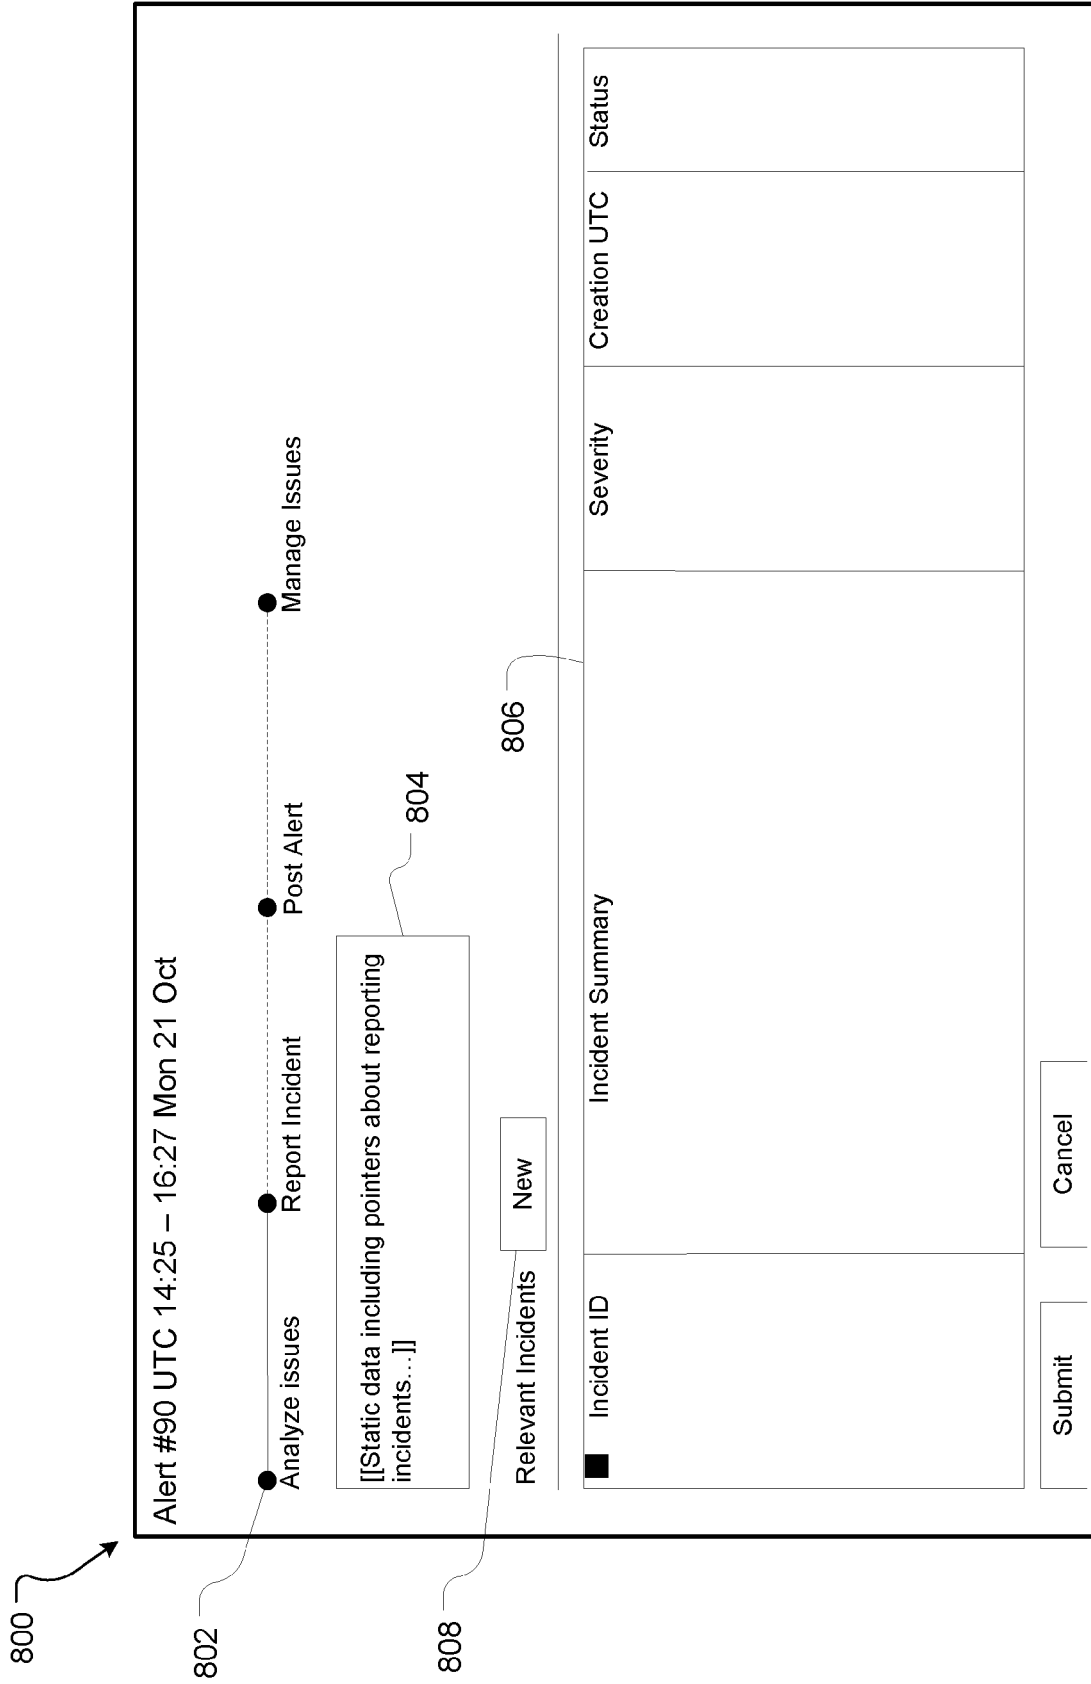 800
Alert #90 UTC 14:25 – 16:27 Mon 21 Oct
802
Analyze issues
Report Incident
Post Alert
Manage Issues
[[Static data including pointers about reporting
incidents…]]
804
808
Relevant Incidents
New
806
Incident ID
Incident Summary
Severity
Creation UTC
Status
Submit
Cancel